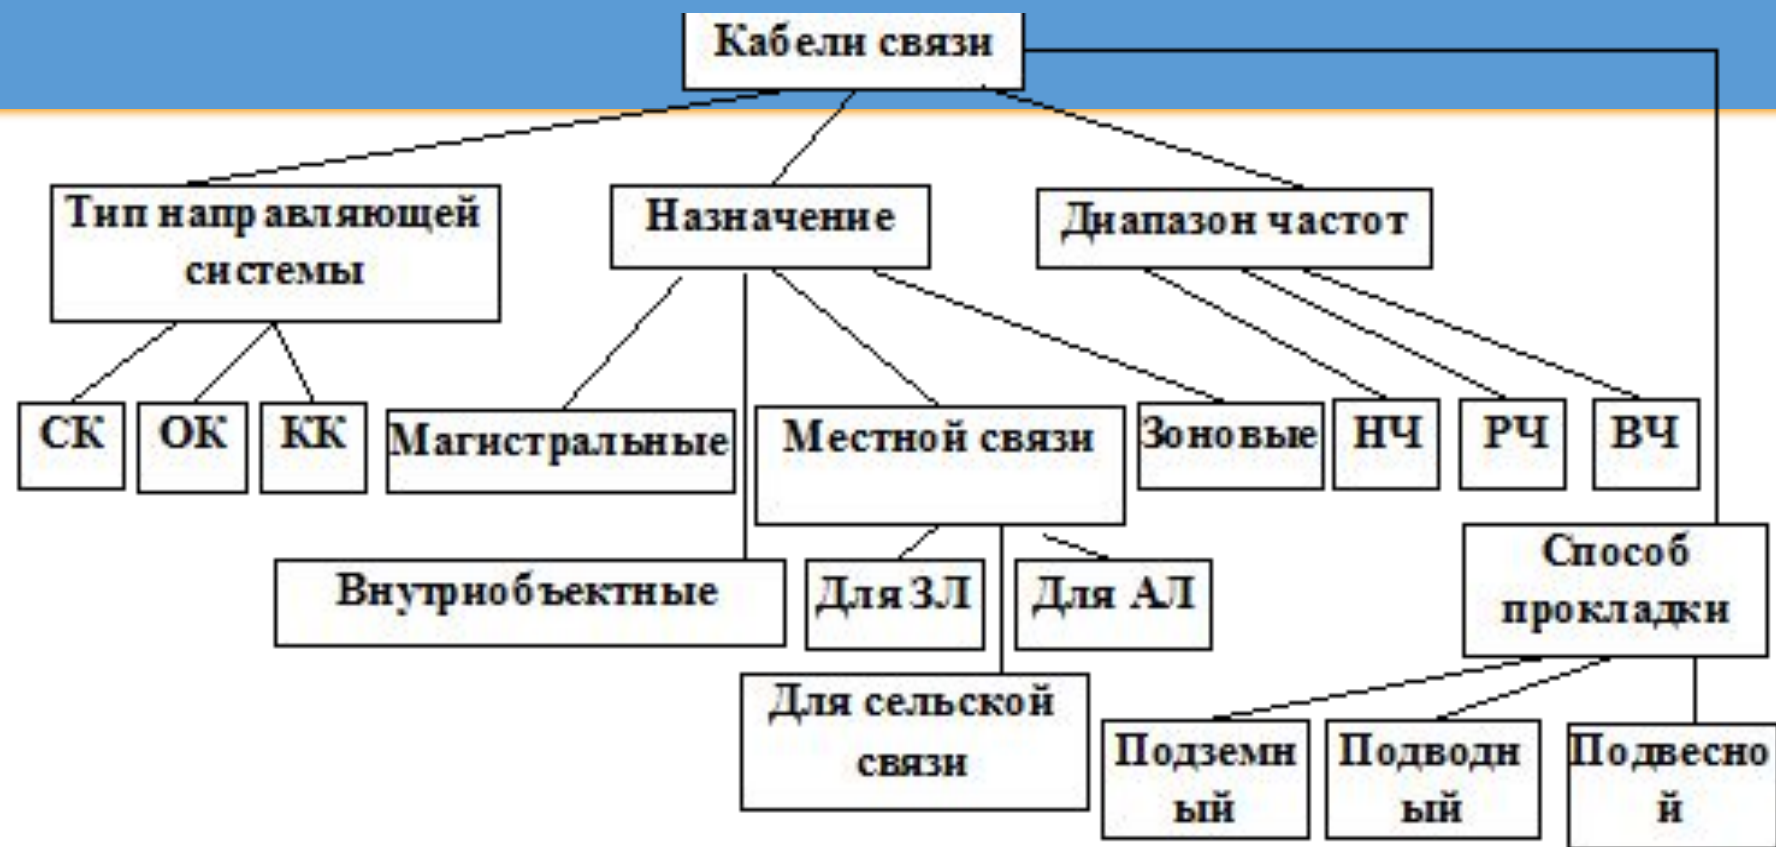 Кабели связи
Тип направляющей
системы
Назначение
Диапазон частот
СК
ОК
КК
Магистральные
Местной связи
Зоновые
НЧ
РЧ
ВЧ
Внутриобъектные
Для ЗЛ
Для АЛ
Способ
прокладки
Для сельской
связи
Подземн
ый
Подводн
ый
Подвесно
й